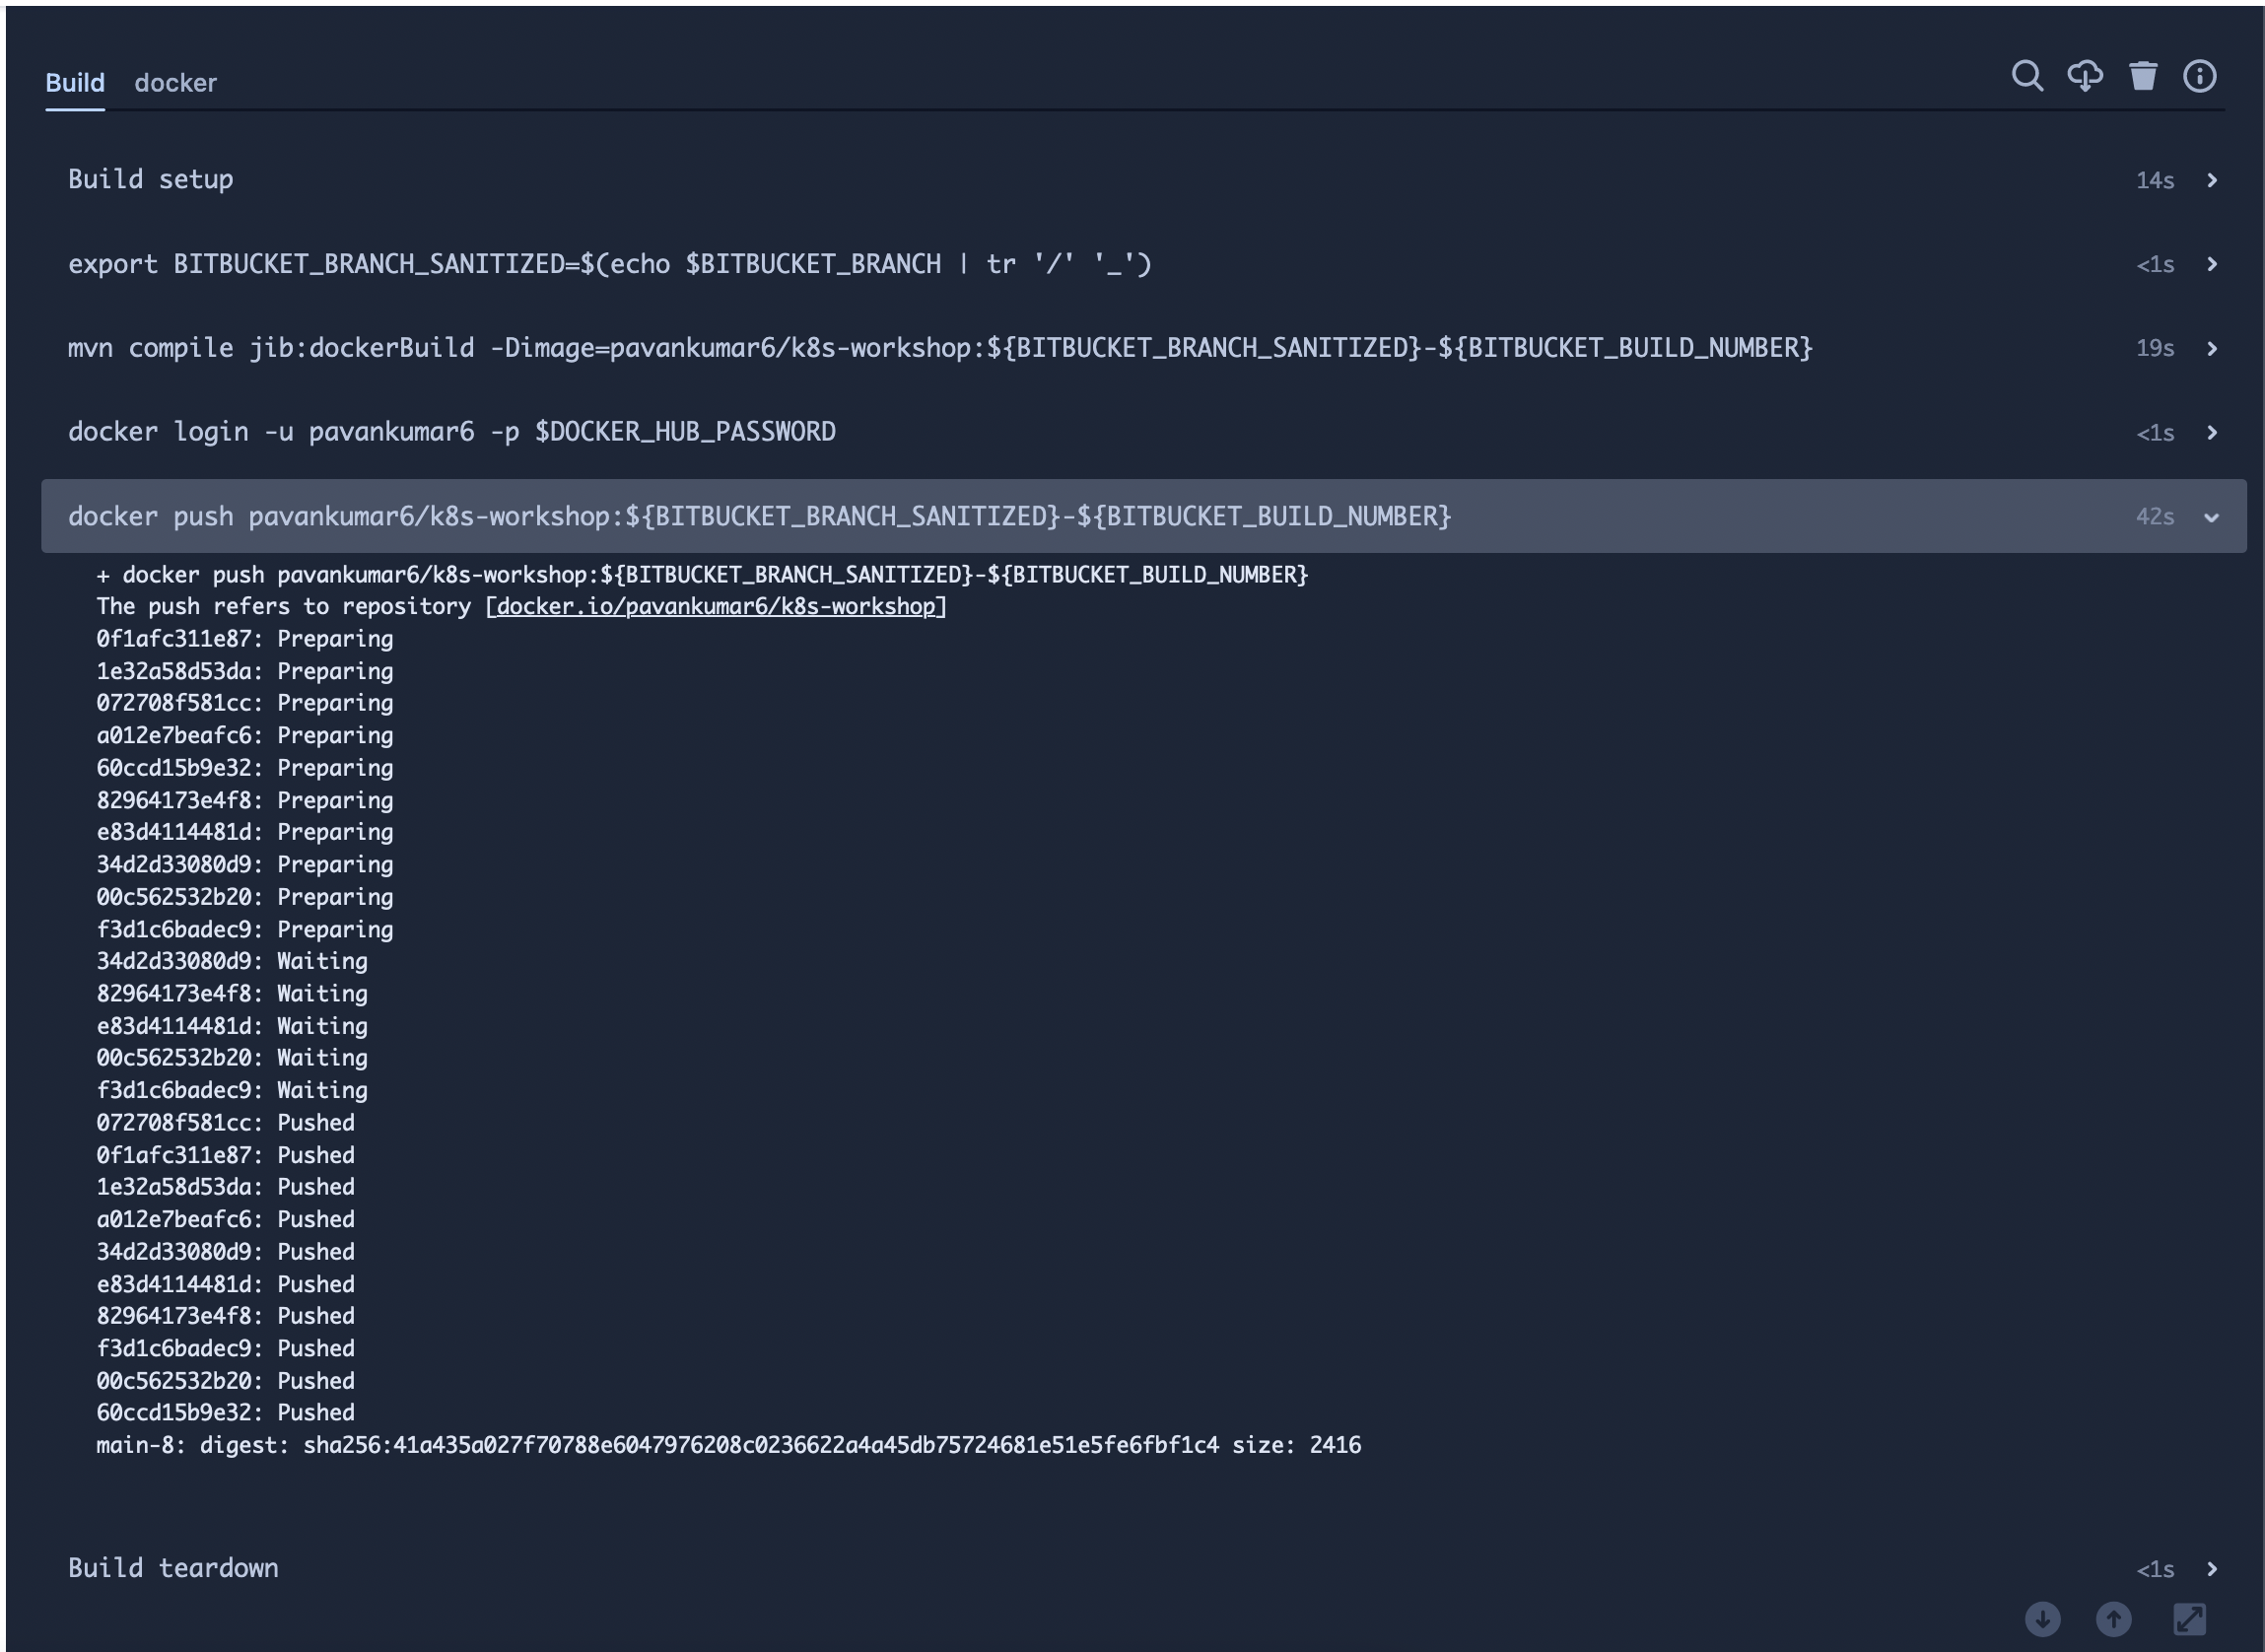 Build docker
Build setup 14s
export BITBUCKET_BRANCH_SANITIZED=$(echo $BITBUCKET_BRANCH | tr '/' '_') <1s
mvn compile jib:dockerBuild -Dimage=pavankumar6/k8s-workshop:${BITBUCKET_BRANCH_SANITIZED}-${BITBUCKET_BUILD_NUMBER} 19s
docker login -u pavankumar6 -p $DOCKER_HUB_PASSWORD <1s
docker push pavankumar6/k8s-workshop:${BITBUCKET_BRANCH_SANITIZED}-${BITBUCKET_BUILD_NUMBER} 42s
+ docker push pavankumar6/k8s-workshop:${BITBUCKET_BRANCH_SANITIZED}-${BITBUCKET_BUILD_NUMBER}
The push refers to repository [docker.io/pavankumar6/k8s-workshop]
0f1afc311e87: Preparing
1e32a58d53da: Preparing
072708f581cc: Preparing
a012e7beafc6: Preparing
60ccd15b9e32: Preparing
82964173e4f8: Preparing
e83d4114481d: Preparing
34d2d33080d9: Preparing
00c562532b20: Preparing
f3d1c6badec9: Preparing
34d2d33080d9: Waiting
82964173e4f8: Waiting
e83d4114481d: Waiting
00c562532b20: Waiting
f3d1c6badec9: Waiting
072708f581cc: Pushed
0f1afc311e87: Pushed
1e32a58d53da: Pushed
a012e7beafc6: Pushed
34d2d33080d9: Pushed
e83d4114481d: Pushed
82964173e4f8: Pushed
f3d1c6badec9: Pushed
00c562532b20: Pushed
60ccd15b9e32: Pushed
main-8: digest: sha256:41a435a027f70788e6047976208c0236622a4a45db75724681e51e5fe6fbf1c4 size: 2416
Build teardown <1s